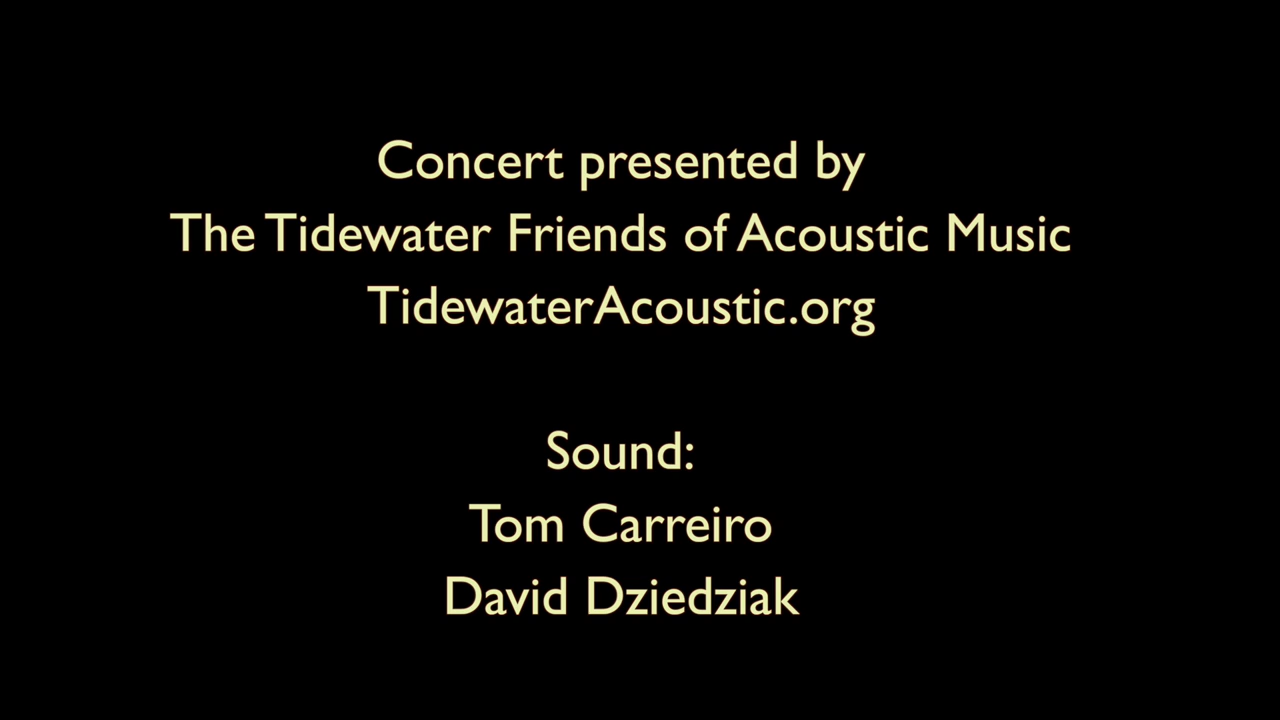 Concert presented by
The Tidewater Friends of Acoustic Music
TidewaterAcoustic.org
Sound:
Tom Carreiro
David Dziedziak